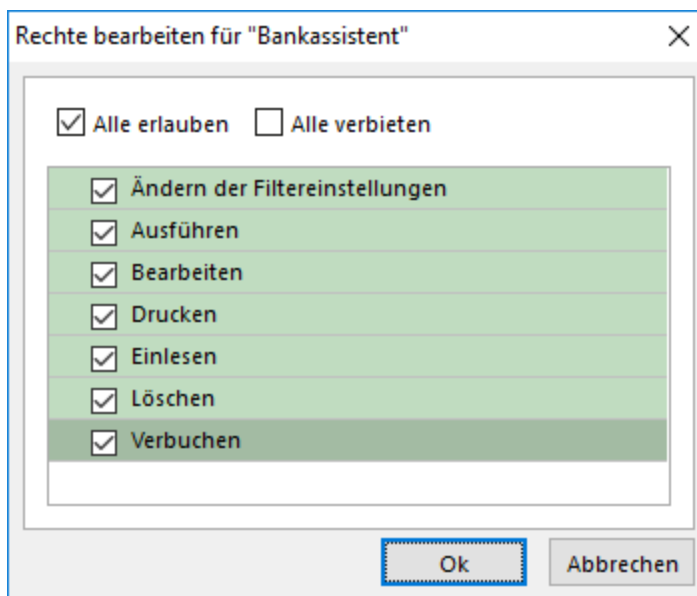 Rechte bearbeiten für "Bankassistent"
Alle erlauben Alle verbieten
Ändern der Filtereinstellungen
Ausführen
Bearbeiten
Drucken
Einlesen
Löschen
Verbuchen
Ok Abbrechen